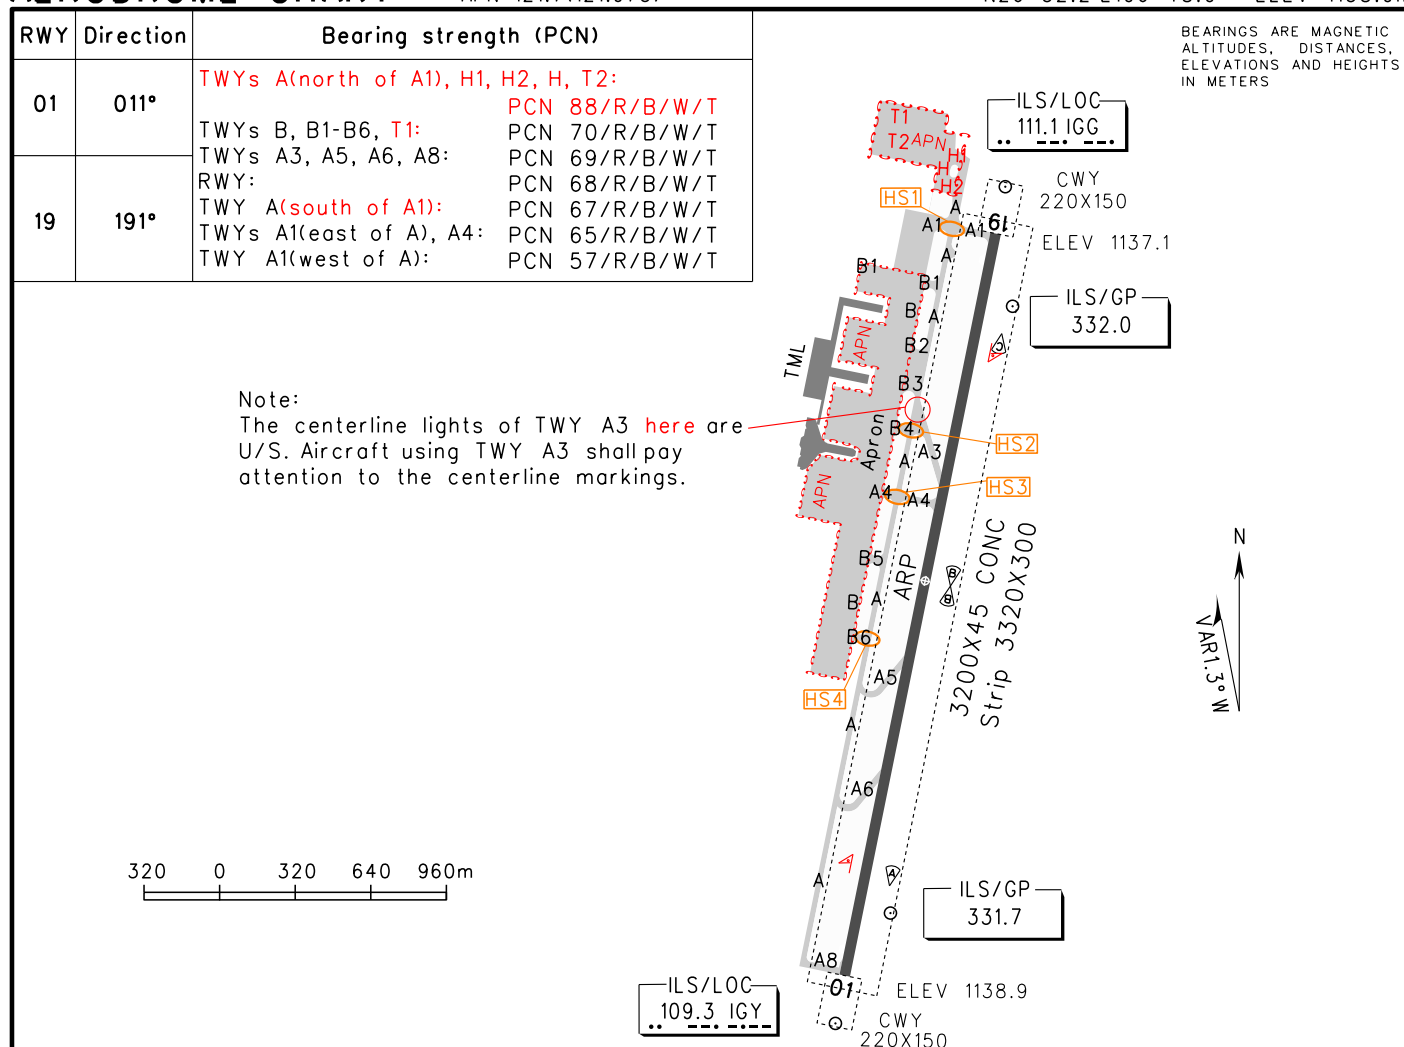 RWY Direction Bearing strength (PCN)
01 011°
19 191°
TWYs A(north of A1), H1, H2, H, T2:
PCN 88/R/B/W/T
TWYs B, B1-B6, T1: PCN 70/R/B/W/T
TWYs A3, A5, A6, A8: PCN 69/R/B/W/T
RWY: PCN 68/R/B/W/T
TWY A(south of A1): PCN 67/R/B/W/T
TWYs A1(east of A), A4: PCN 65/R/B/W/T
TWY A1(west of A): PCN 57/R/B/W/T
BEARINGS ARE MAGNETIC
ALTITUDES, DISTANCES,
ELEVATIONS AND HEIGHTS
IN METERS
ILS/LOC
111.1 IGG
T1
T2 APN
H1
H
H2
CWY
220X150
HS1
A
A1 A1
19
ELEV 1137.1
A
B1
B1
ILS/GP
332.0
B A
APN
B2
C
TML
B3
Note:
The centerline lights of TWY A3 here are
U/S. Aircraft using TWY A3 shall pay
attention to the centerline markings.
Apron
B4
A3
HS2
A
APN
A4 A4
HS3
B5
ARP
B
B
3200X45 CONC
Strip 3320X300
N
VAR1.3° W
B A
B6
A5
HS4
A
A6
320 0 320 640 960m
A
A
ILS/GP
331.7
A8
01
ELEV 1138.9
ILS/LOC
109.3 IGY
CWY
220X150